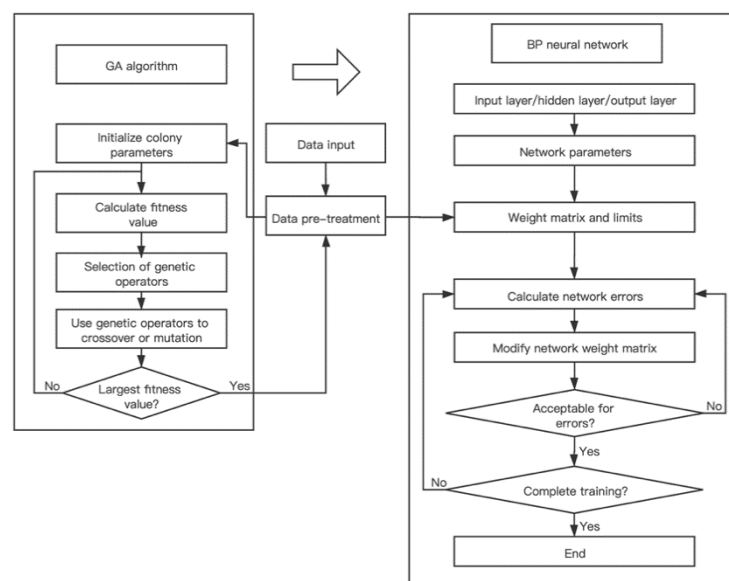 GA algorithm
Initialize colony
parameters
Calculate fitness
value
Selection of genetic
operators
Use genetic operators to
crossover or mutation
No
Largest fitness
value?
Yes
Data input
Data pre-treatment
BP neural network
Input layer/hidden layer/output layer
Network parameters
Weight matrix and limits
Calculate network errors
Modify network weight matrix
Acceptable for
errors?
No
Yes
No
Complete training?
Yes
End